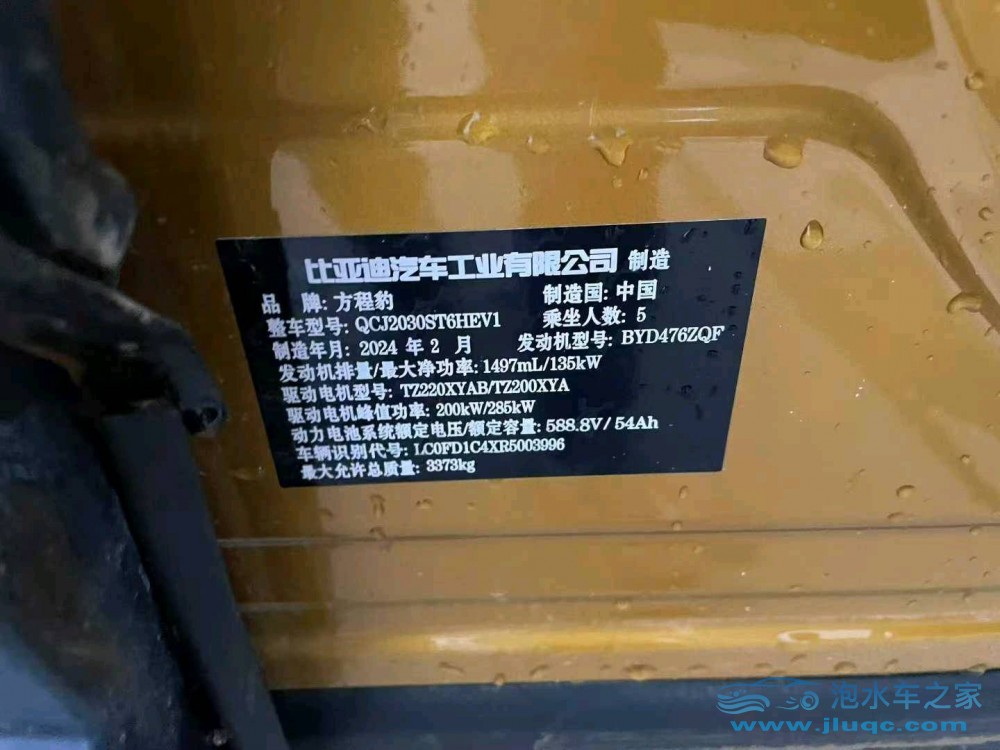 比亚迪汽车工业有限公司 制造
品 牌: 方程豹 制造国: 中国
整车型号: QCJ2030ST6HEV1 乘坐人数: 5
制造年月: 2024 年 2 月 发动机型号: BYD476ZQF
发动机排量/最大净功率: 1497mL/135kW
驱动电机型号: TZ220XYAB/TZ200XYA
驱动电机峰值功率: 200kW/285kW
动力电池系统额定电压/额定容量: 588.8V/54Ah
车辆识别代号: LC0FD1C4XR5003996
最大允许总质量: 3373kg
泡水车之家
www.jluqc.com